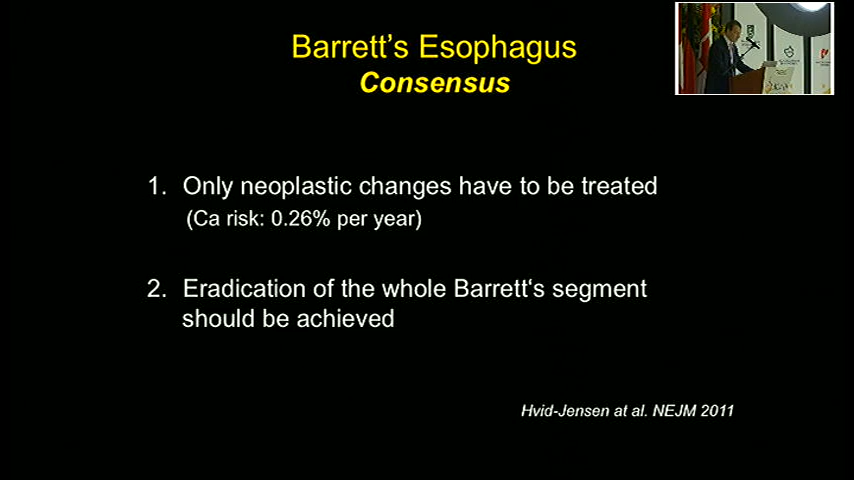 Barrett’s Esophagus
Consensus
1. Only neoplastic changes have to be treated
(Ca risk: 0.26% per year)
2. Eradication of the whole Barrett‘s segment
should be achieved
Hvid-Jensen at al. NEJM 2011